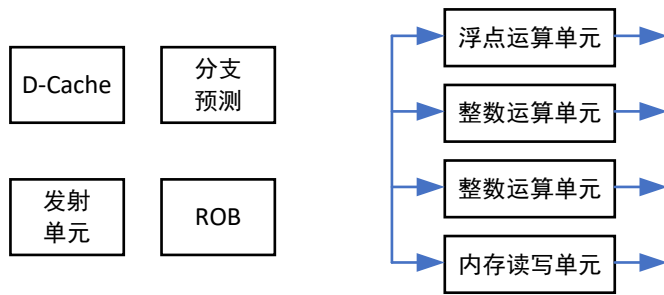 D-Cache
分支
预测
发射
单元
ROB
浮点运算单元
整数运算单元
整数运算单元
内存读写单元